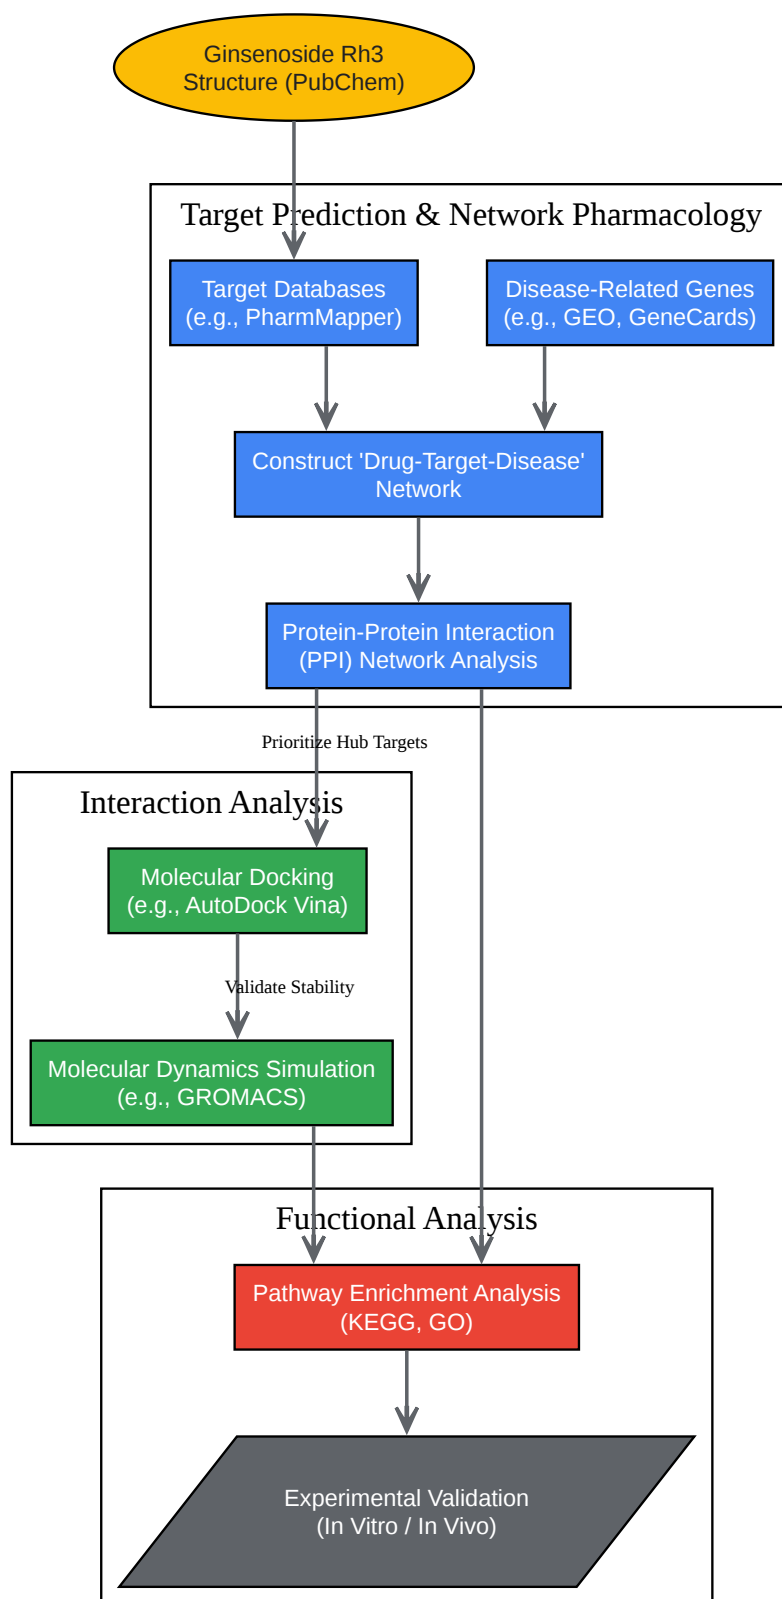 Ginsenoside Rh3
Structure (PubChem)
Target Prediction & Network Pharmacology
Target Databases
(e.g., PharmMapper)
Disease-Related Genes
(e.g., GEO, GeneCards)
Construct 'Drug-Target-Disease'
Network
Protein-Protein Interaction
(PPI) Network Analysis
Prioritize Hub Targets
Interaction Analysis
Molecular Docking
(e.g., AutoDock Vina)
Validate Stability
Molecular Dynamics Simulation
(e.g., GROMACS)
Functional Analysis
Pathway Enrichment Analysis
(KEGG, GO)
Experimental Validation
(In Vitro / In Vivo)